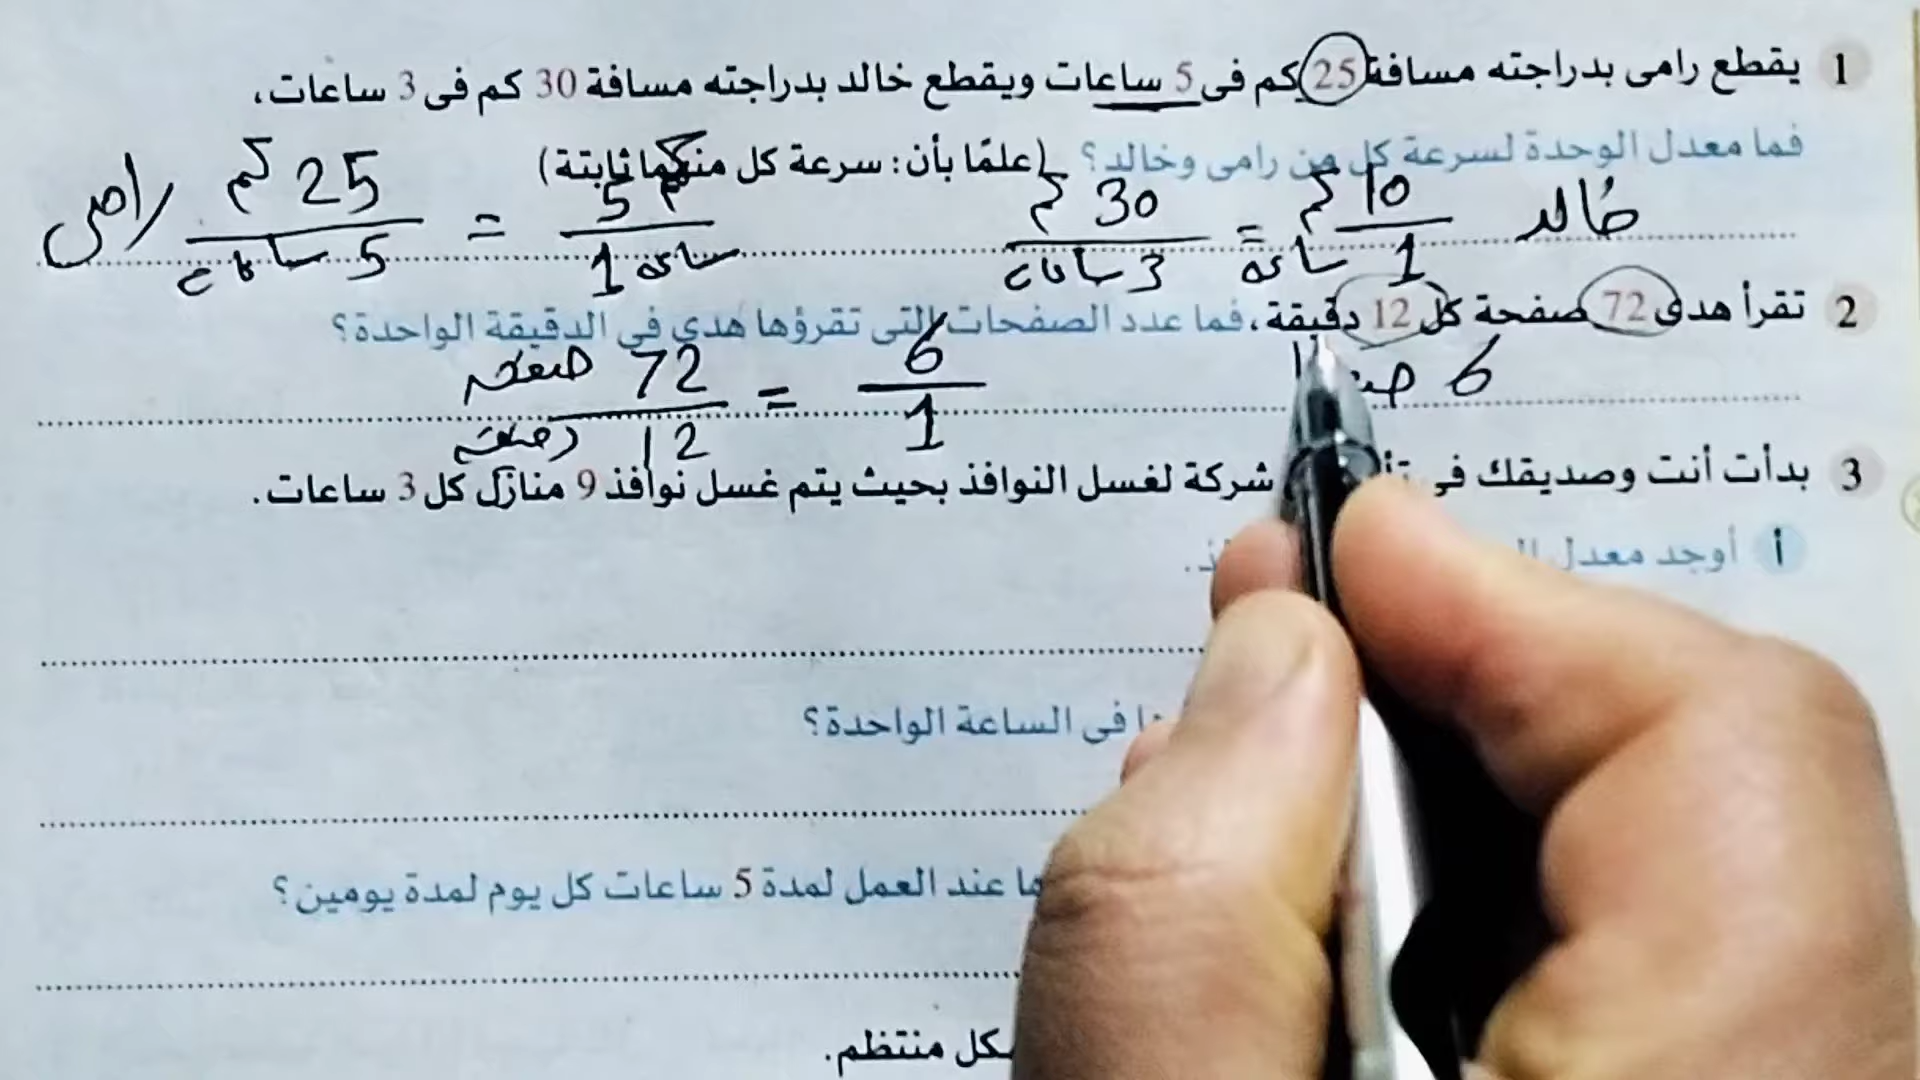 1 يقطع رامى بدراجته مسافة 25 كم فى 5 ساعات ويقطع خالد بدراجته مسافة 30 كم فى 3 ساعات،
فما معدل الوحدة لسرعة كل من رامى وخالد؟ (علمًا بأن: سرعة كل منهما ثابتة)
خالد 10 كم / 1 ساعة = 30 كم / 3 ساعات
5 كم / 1 ساعة = 25 كم / 5 ساعات رامى
2 تقرأ هدى 72 صفحة كل 12 دقيقة، فما عدد الصفحات التى تقرؤها هدى فى الدقيقة الواحدة؟
6
72 صفحة / 12 دقيقة = 6 / 1
3 بدأت أنت وصديقك فى شركة لغسل النوافذ بحيث يتم غسل نوافذ 9 منازل كل 3 ساعات.
أ أوجد معدل
فى الساعة الواحدة؟
عند العمل لمدة 5 ساعات كل يوم لمدة يومين؟
منتظم.